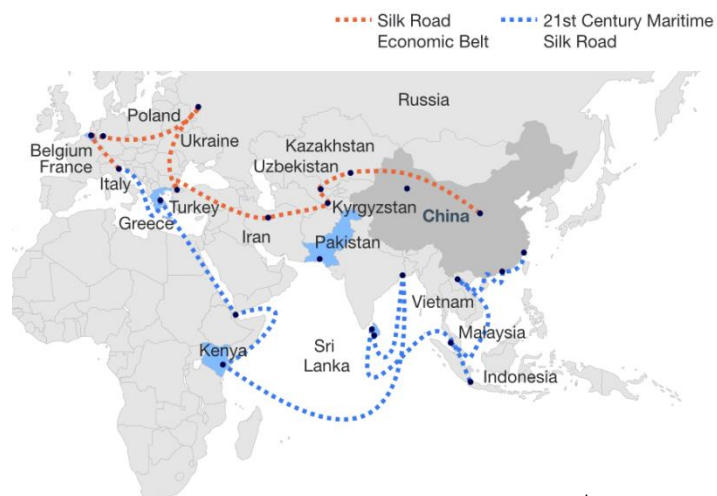 Silk Road
Economic Belt
21st Century Maritime
Silk Road
Russia
Poland
Ukraine
Kazakhstan
Belgium
France
Uzbekistan
Italy
Turkey
Kyrgyzstan
China
Greece
Iran
Pakistan
Vietnam
Kenya
Sri
Lanka
Malaysia
Indonesia